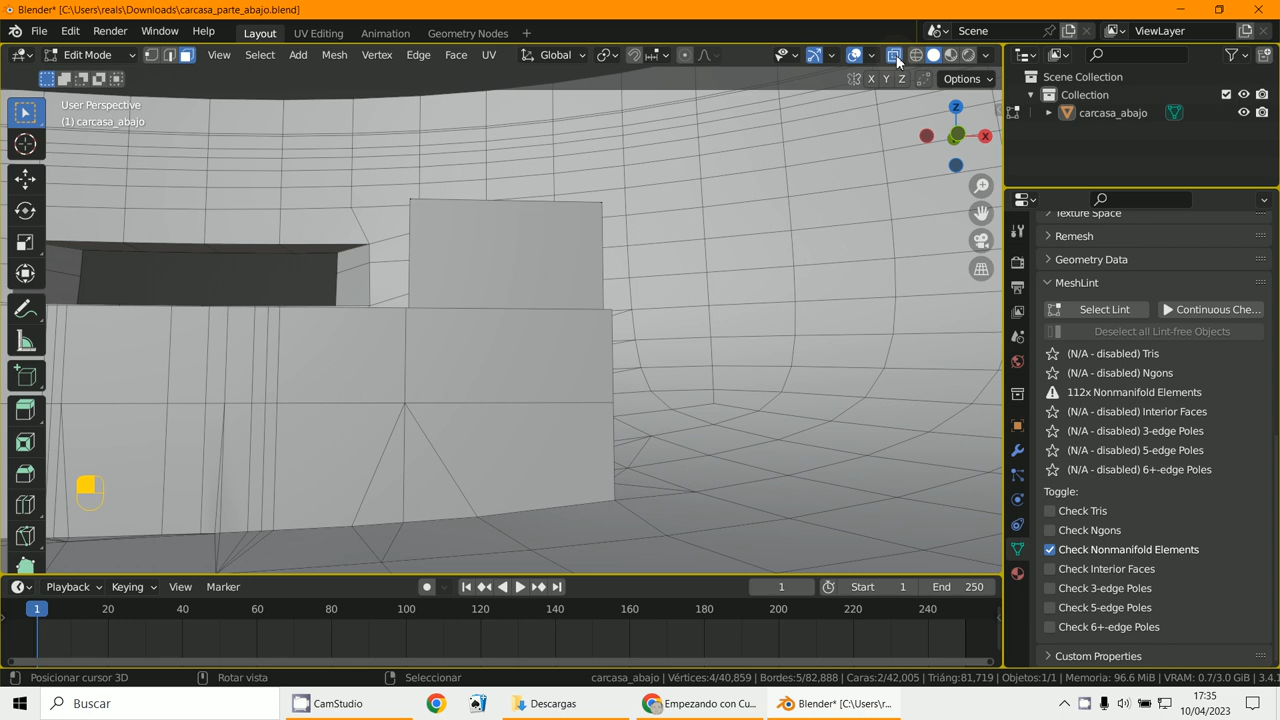 Blender* [C:\Users\reals\Downloads\carcasa_parte_abajo.blend]
File Edit Render Window Help Layout UV Editing Animation Geometry Nodes + Scene ViewLayer
Edit Mode View Select Add Mesh Vertex Edge Face UV Global
X Y Z Options
User Perspective
(1) carcasa_abajo
Z
X
Scene Collection
Collection
carcasa_abajo
Texture Space
Remesh
Geometry Data
MeshLint
Select Lint Continuous Che...
Deselect all Lint-free Objects
(N/A - disabled) Tris
(N/A - disabled) Ngons
112x Nonmanifold Elements
(N/A - disabled) Interior Faces
(N/A - disabled) 3-edge Poles
(N/A - disabled) 5-edge Poles
(N/A - disabled) 6+-edge Poles
Toggle:
Check Tris
Check Ngons
Check Nonmanifold Elements
Check Interior Faces
Check 3-edge Poles
Check 5-edge Poles
Check 6+-edge Poles
Custom Properties
Playback Keying View Marker 1 Start 1 End 250
1 20 40 60 80 100 120 140 160 180 200 220 240
Posicionar cursor 3D Rotar vista Seleccionar carcasa_abajo | Vértices:4/40,859 | Bordes:5/82,888 | Caras:2/42,005 | Triáng:81,719 | Objetos:1/1 | Memoria: 96.6 MiB | VRAM: 0.7/3.0 GiB | 3.4.
Buscar CamStudio Descargas Empezando con Cu... Blender* [C:\Users\r... 17:35
10/04/2023